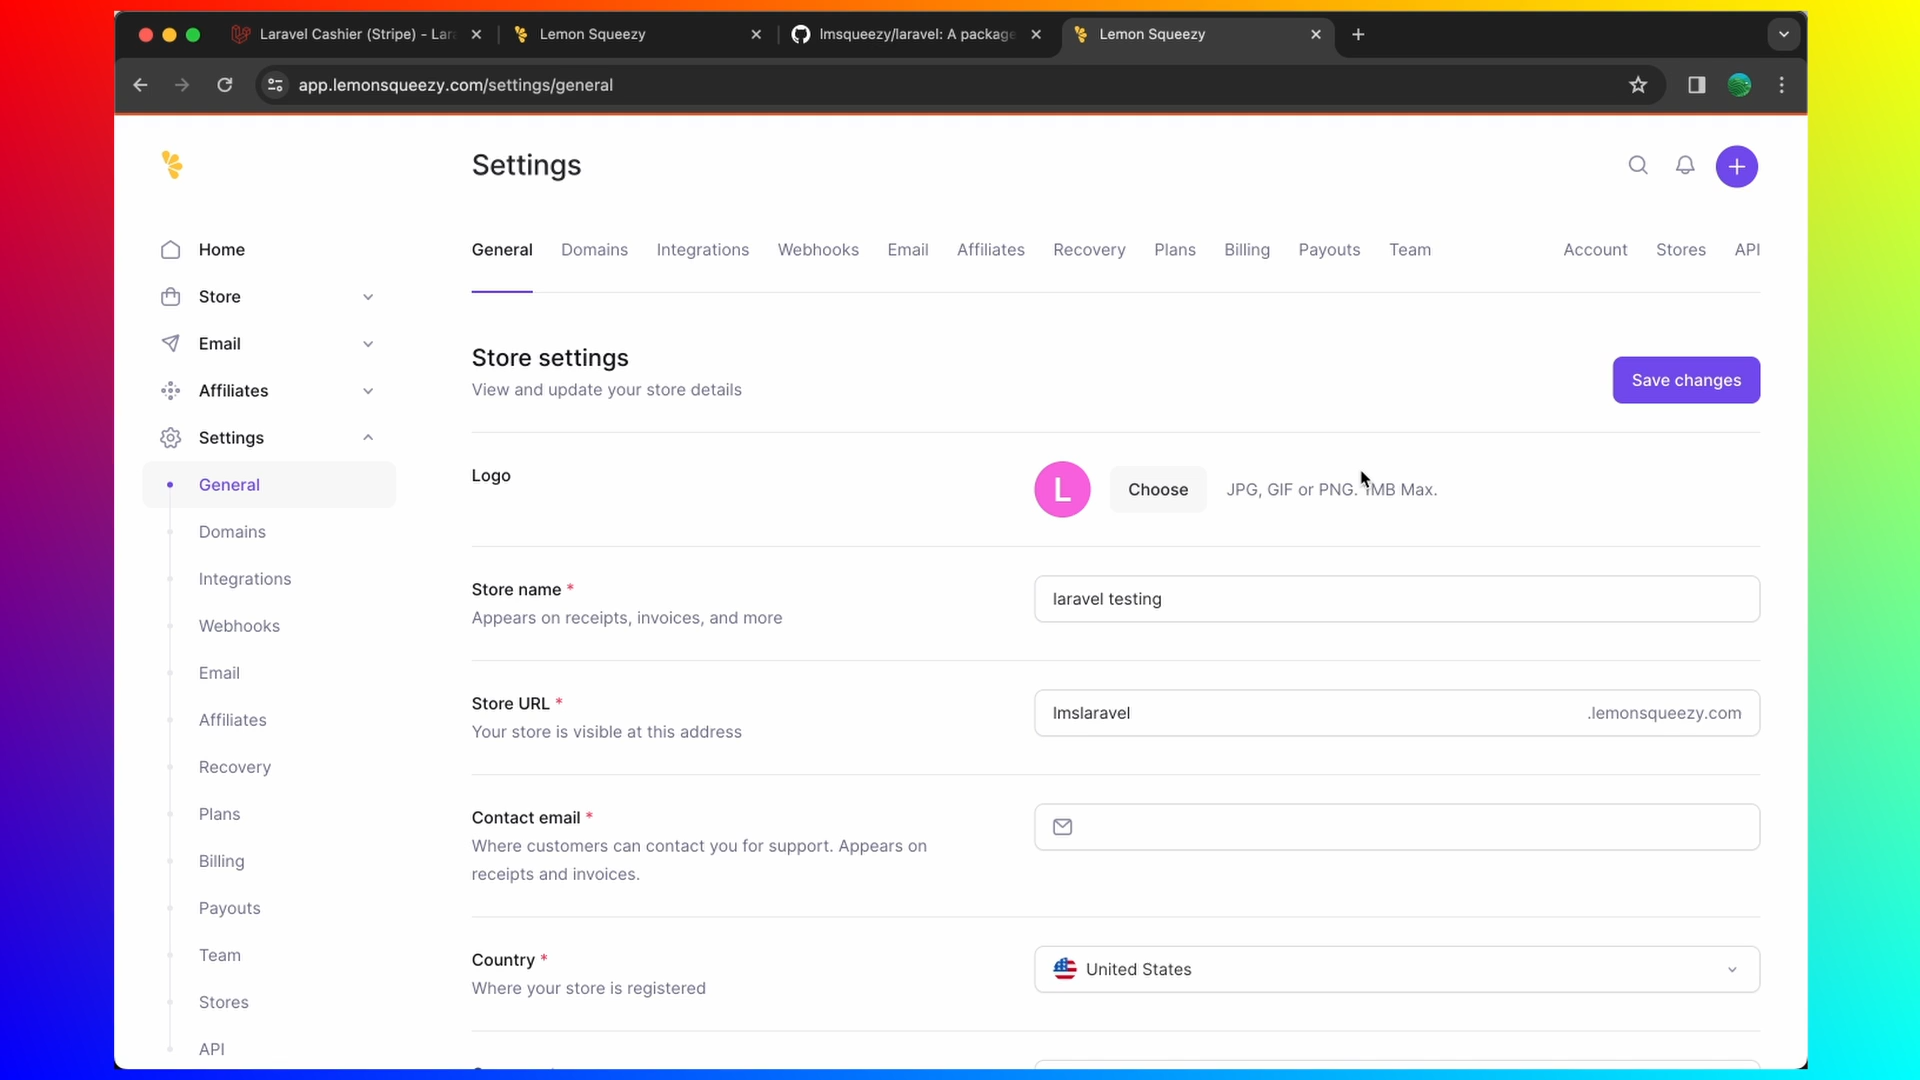 Laravel Cashier (Stripe) - Lar
Lemon Squeezy
lmsqueezy/laravel: A package
Lemon Squeezy
app.lemonsqueezy.com/settings/general
Settings
Home
Store
Email
Affiliates
Settings
General
Domains
Integrations
Webhooks
Email
Affiliates
Recovery
Plans
Billing
Payouts
Team
Stores
API
General Domains Integrations Webhooks Email Affiliates Recovery Plans Billing Payouts Team Account Stores API
Store settings
View and update your store details
Save changes
Logo
L
Choose
JPG, GIF or PNG. 1MB Max.
Store name *
Appears on receipts, invoices, and more
laravel testing
Store URL *
Your store is visible at this address
lmslaravel
.lemonsqueezy.com
Contact email *
Where customers can contact you for support. Appears on
receipts and invoices.
Country *
Where your store is registered
United States